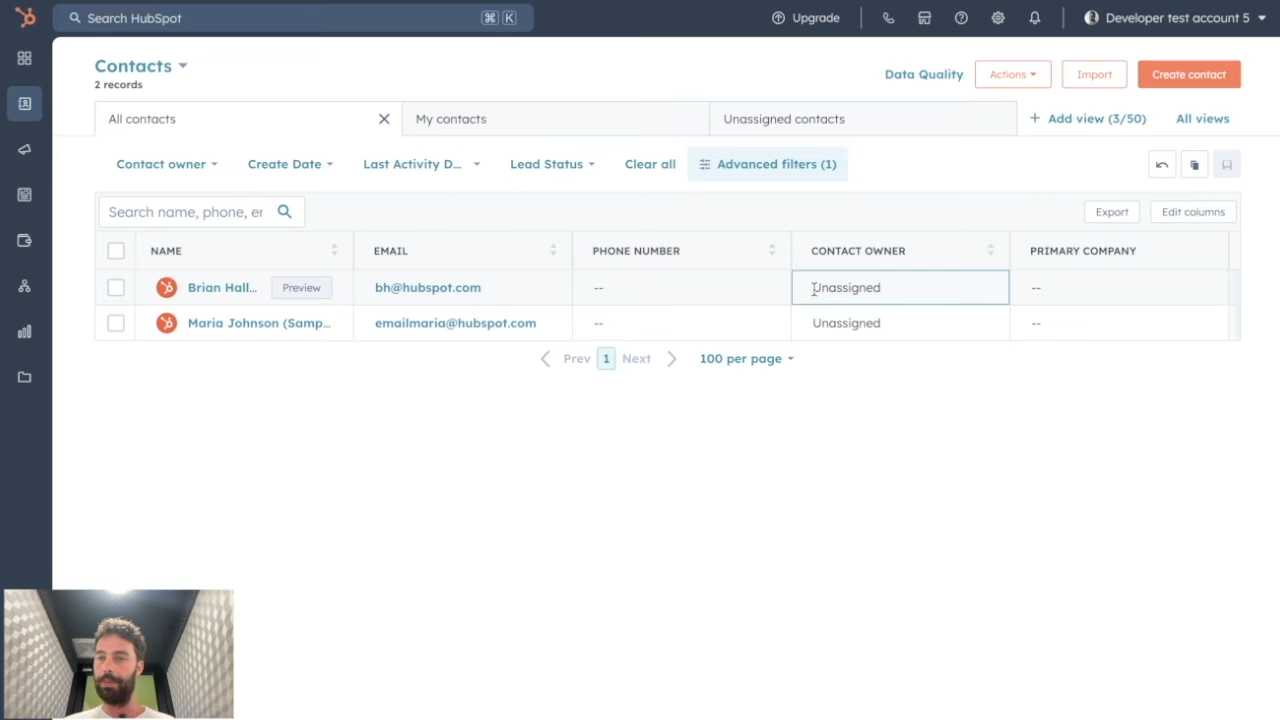 Search HubSpot ⌘ K Upgrade Developer test account 5
Contacts
2 records
Data Quality Actions Import Create contact
All contacts My contacts Unassigned contacts + Add view (3/50) All views
Contact owner Create Date Last Activity D... Lead Status Clear all Advanced filters (1)
Search name, phone, er Export Edit columns
NAME EMAIL PHONE NUMBER CONTACT OWNER PRIMARY COMPANY
Brian Hall... Preview bh@hubspot.com -- Unassigned --
Maria Johnson (Samp... emailmaria@hubspot.com -- Unassigned --
Prev 1 Next 100 per page